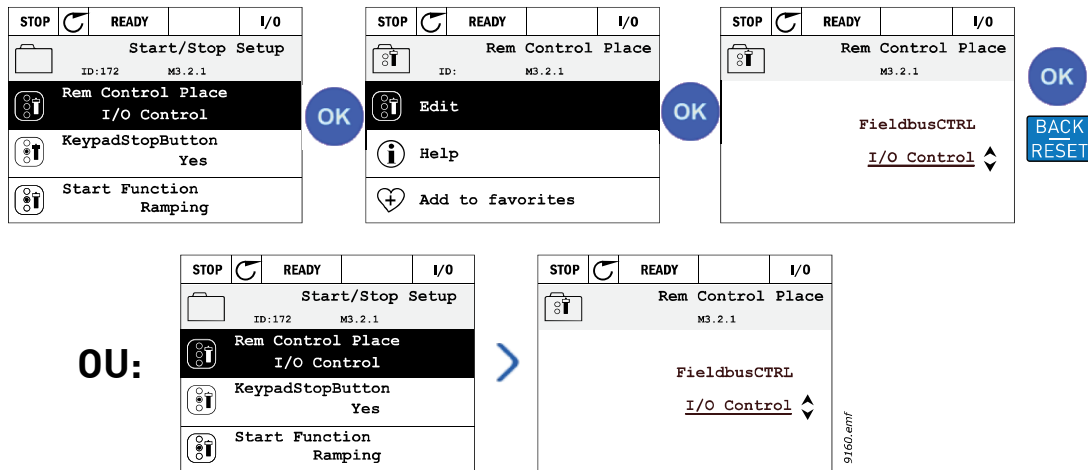 STOP READY I/O
Start/Stop Setup
ID:172 M3.2.1
Rem Control Place
I/O Control
KeypadStopButton
Yes
Start Function
Ramping
OK
STOP READY I/O
Rem Control Place
ID: M3.2.1
Edit
Help
Add to favorites
OK
STOP READY I/O
Rem Control Place
M3.2.1
FieldbusCTRL
I/O Control
OK
BACK
RESET
OU:
STOP READY I/O
Start/Stop Setup
ID:172 M3.2.1
Rem Control Place
I/O Control
KeypadStopButton
Yes
Start Function
Ramping
STOP READY I/O
Rem Control Place
M3.2.1
FieldbusCTRL
I/O Control
9160.emf